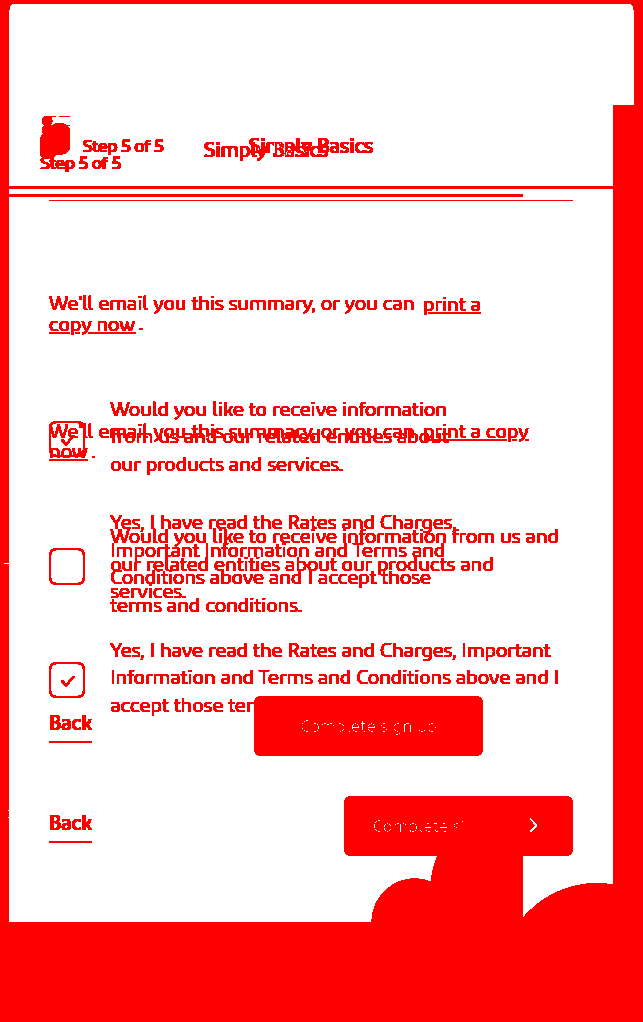 Step 5 of 5
Simply Basics
Step 5 of 5
Simply Basics
We'll email you this summary, or you can print a
copy now.
Would you like to receive information
from us and our related entities about
our products and services.
We'll email you this summary, or you can print a copy
now.
Yes, I have read the Rates and Charges,
Important Information and Terms and
Conditions above and I accept those
terms and conditions.
Would you like to receive information from us and
our related entities about our products and
services.
Yes, I have read the Rates and Charges, Important
Information and Terms and Conditions above and I
accept those
Back
Complete sign up
Back
Complete